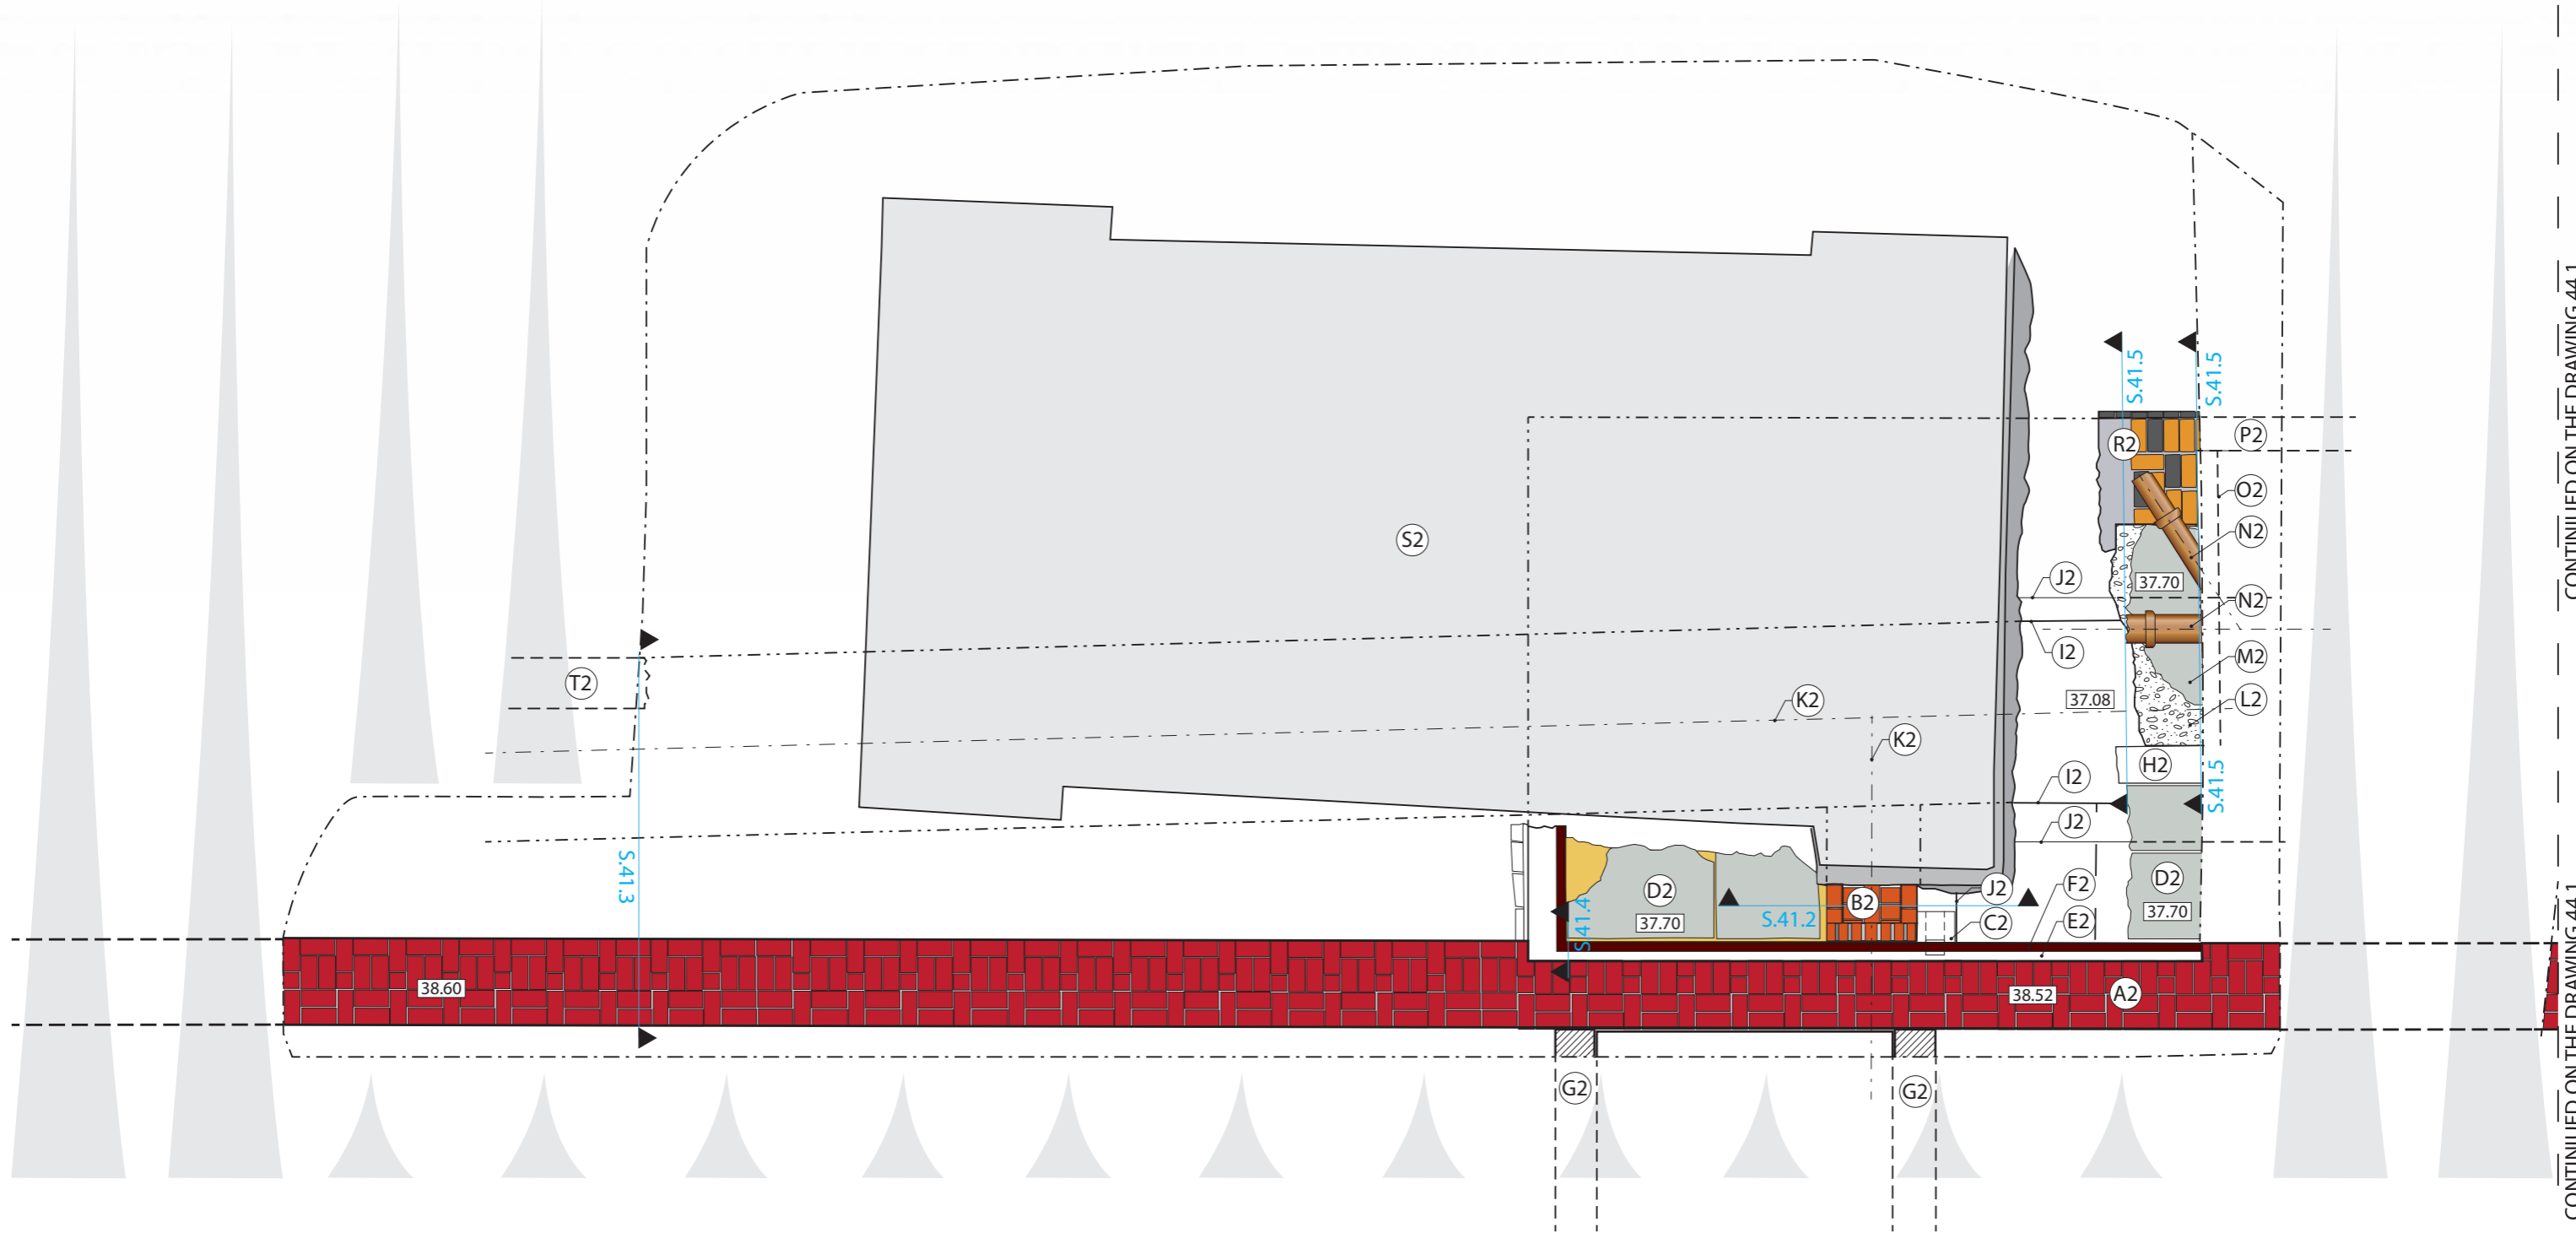 CONTINUED ON THE DRAWING 44.1
S.41.5
S.41.5
P2
R2
O2
N2
S2
J2
37.70
N2
I2
M2
T2
K2
37.08
L2
K2
H2
I2
S.41.5
J2
S.41.3
D2
B2
J2
F2
D2
37.70
S.41.4
S.41.2
C2
E2
37.70
38.60
38.52
A2
G2
G2
CONTINUED ON THE DRAWING 44.1